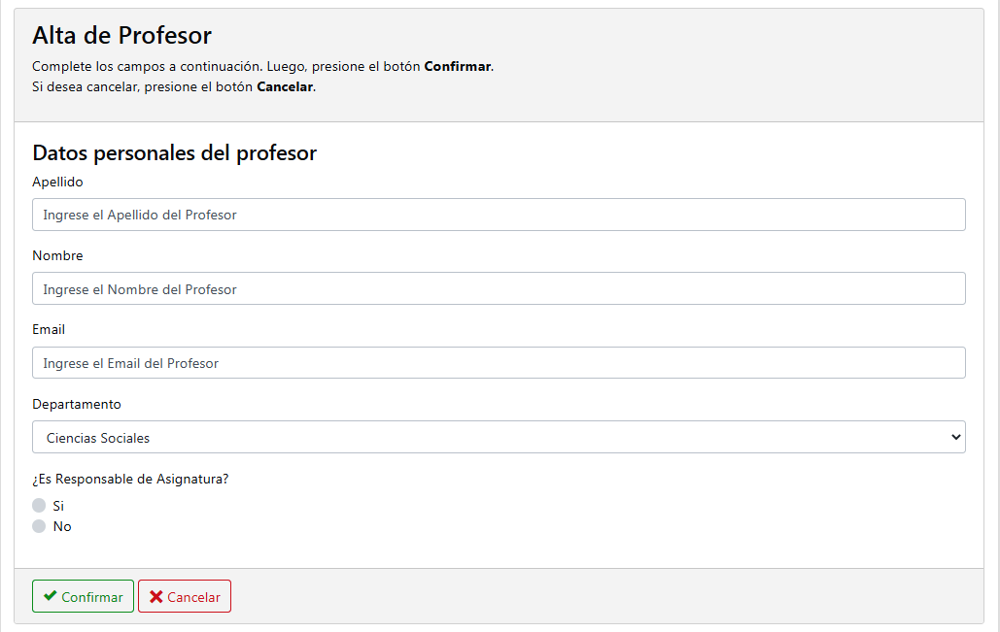 Alta de Profesor
Complete los campos a continuación. Luego, presione el botón Confirmar.
Si desea cancelar, presione el botón Cancelar.
Datos personales del profesor
Apellido
Ingrese el Apellido del Profesor
Nombre
Ingrese el Nombre del Profesor
Email
Ingrese el Email del Profesor
Departamento
Ciencias Sociales
¿Es Responsable de Asignatura?
Si
No
Confirmar Cancelar